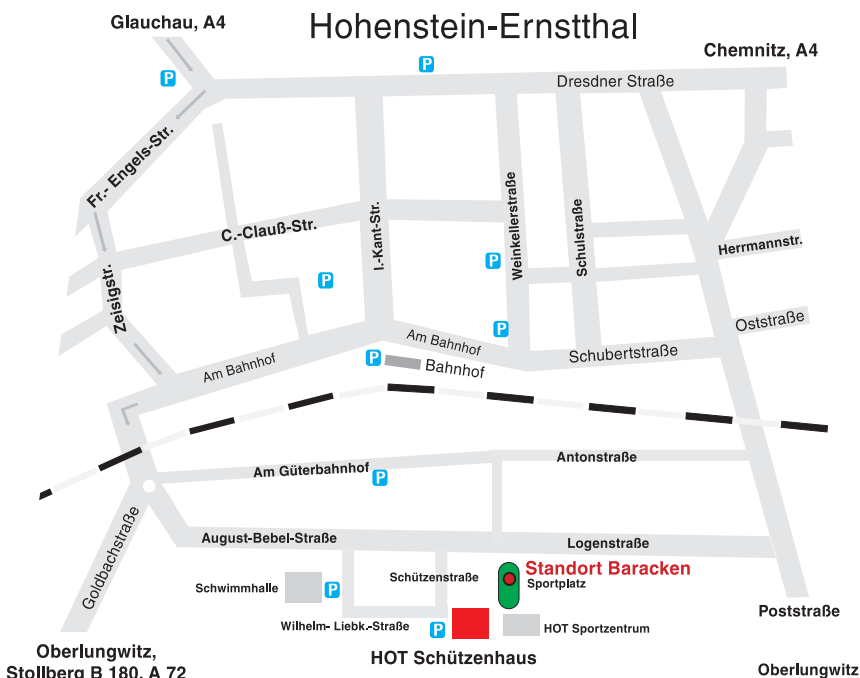 Hohenstein-Ernstthal
Glauchau, A4
Chemnitz, A4
P
P
Dresdner Straße
Fr.- Engels-Str.
C.-Clauß-Str.
I.-Kant-Str.
Weinkellerstraße
Schulstraße
Herrmannstr.
P
P
Zeisigstr.
Oststraße
P
Am Bahnhof
Schubertstraße
Am Bahnhof
P
Bahnhof
Am Güterbahnhof
P
Antonstraße
Goldbachstraße
August-Bebel-Straße
Logenstraße
Standort Baracken
Sportplatz
Schützenstraße
Schwimmhalle
P
Poststraße
Wilhelm- Liebk.-Straße
P
HOT Sportzentrum
HOT Schützenhaus
Oberlungwitz,
Stollberg B 180, A 72
Oberlungwitz